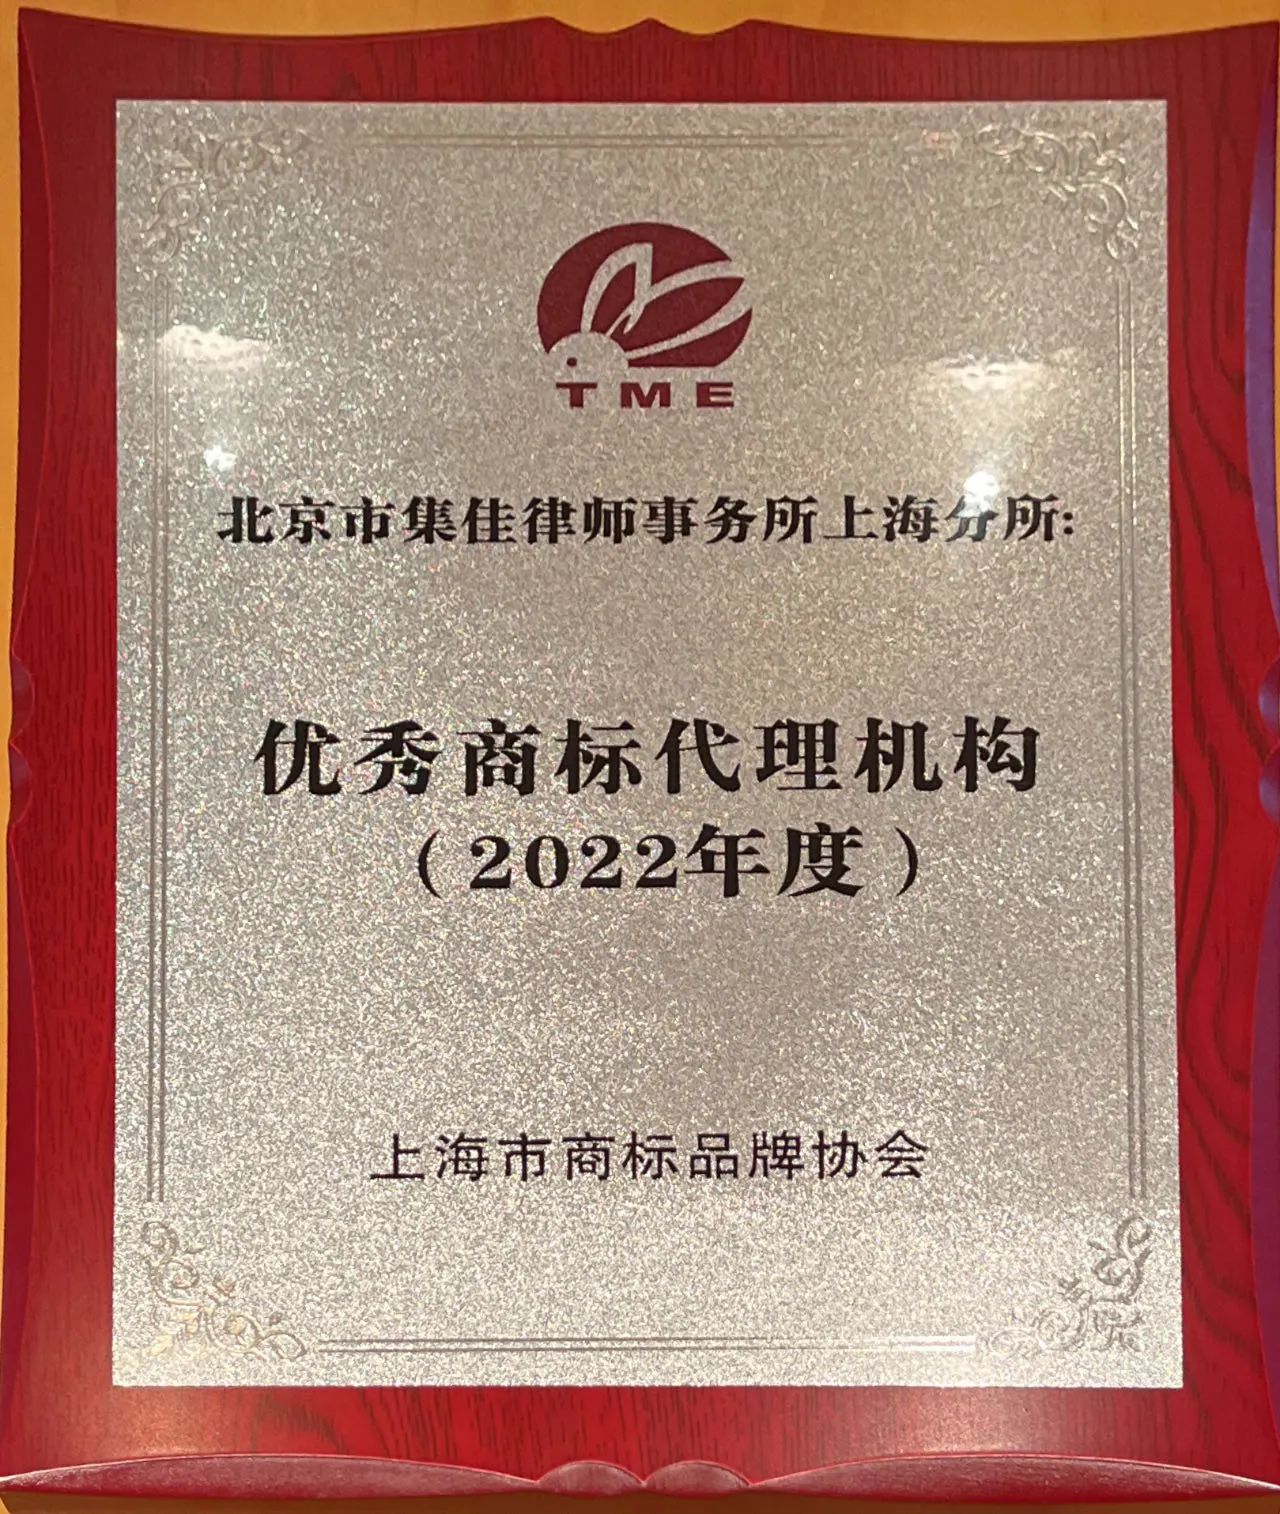 TME
北京市集佳律师事务所上海分所:
优秀商标代理机构
（2022年度）
上海市商标品牌协会